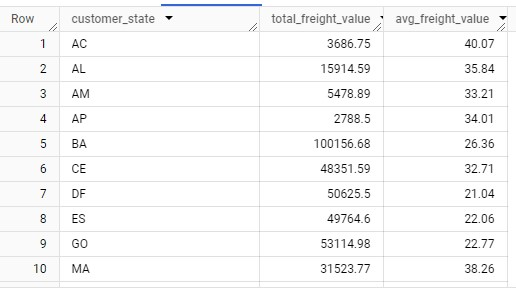 Row customer_state total_freight_value avg_freight_value
1 AC 3686.75 40.07
2 AL 15914.59 35.84
3 AM 5478.89 33.21
4 AP 2788.5 34.01
5 BA 100156.68 26.36
6 CE 48351.59 32.71
7 DF 50625.5 21.04
8 ES 49764.6 22.06
9 GO 53114.98 22.77
10 MA 31523.77 38.26